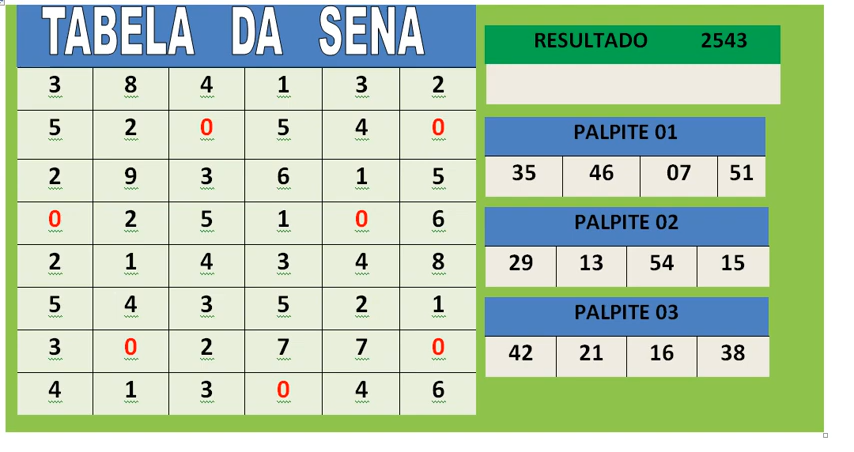 TABELA DA SENA
3 8 4 1 3 2
5 2 0 5 4 0
2 9 3 6 1 5
0 2 5 1 0 6
2 1 4 3 4 8
5 4 3 5 2 1
3 0 2 7 7 0
4 1 3 0 4 6
RESULTADO 2543
PALPITE 01
35 46 07 51
PALPITE 02
29 13 54 15
PALPITE 03
42 21 16 38